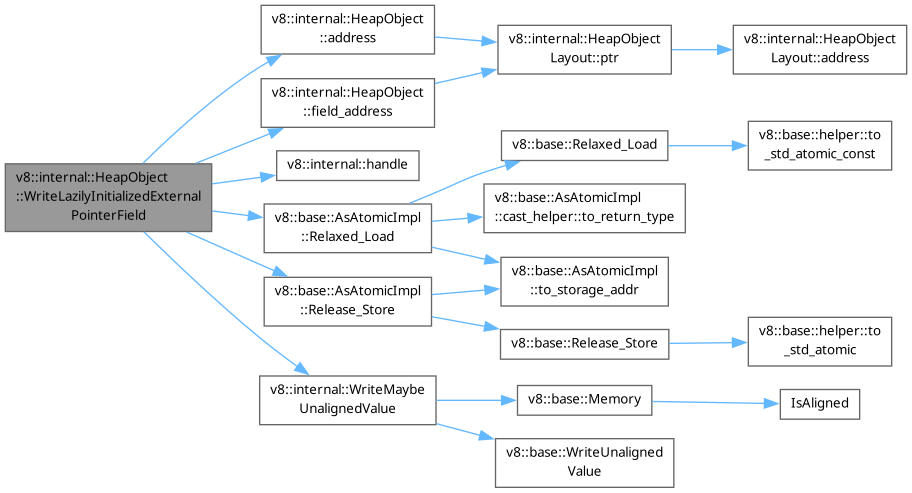 v8::internal::HeapObject
::WriteLazilyInitializedExternal
PointerField
v8::internal::HeapObject
::address
v8::internal::HeapObject
::field_address
v8::internal::handle
v8::base::AsAtomicImpl
::Relaxed_Load
v8::base::AsAtomicImpl
::Release_Store
v8::internal::WriteMaybe
UnalignedValue
v8::internal::HeapObject
Layout::ptr
v8::base::Relaxed_Load
v8::base::AsAtomicImpl
::cast_helper::to_return_type
v8::base::AsAtomicImpl
::to_storage_addr
v8::base::Release_Store
v8::base::Memory
v8::base::WriteUnaligned
Value
v8::internal::HeapObject
Layout::address
v8::base::helper::to
_std_atomic_const
v8::base::helper::to
_std_atomic
IsAligned